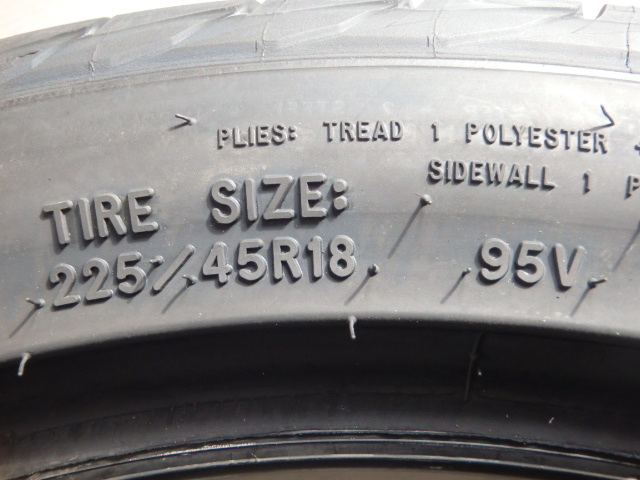 PLIES: TREAD 1 POLYESTER
SIDEWALL 1
TIRE SIZE:
225/45R18 95V